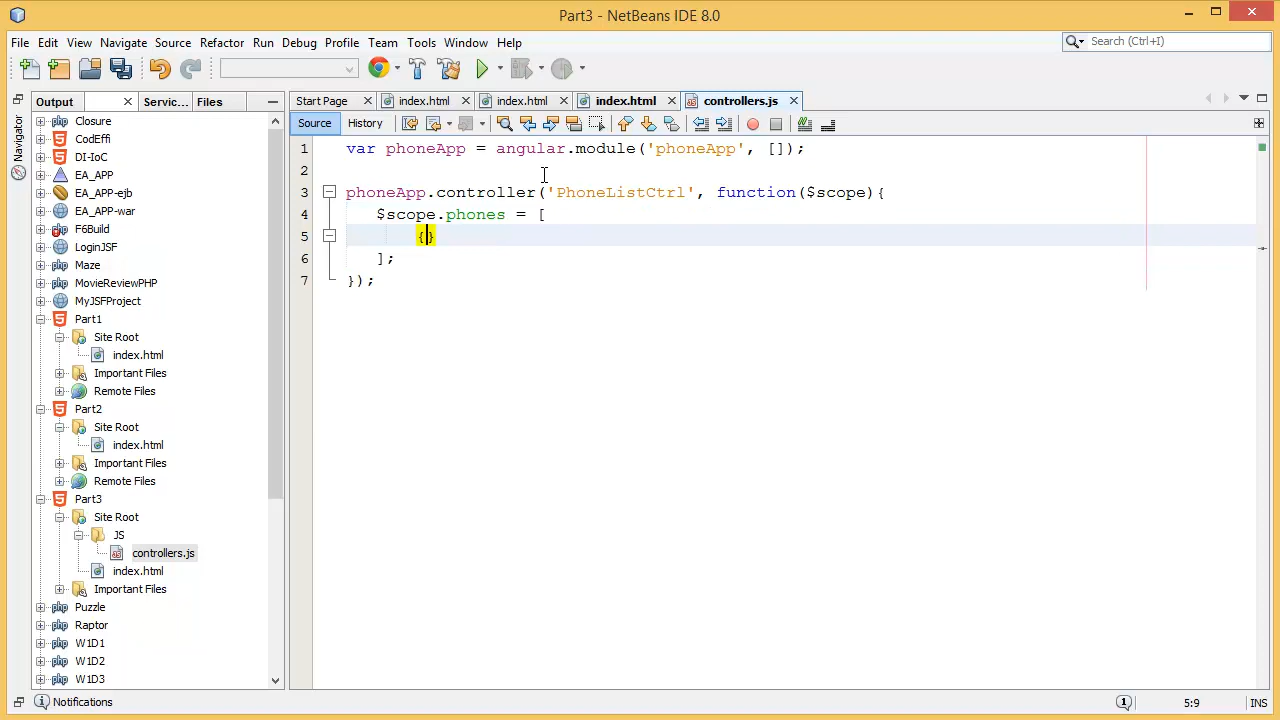 Part3 - NetBeans IDE 8.0
File Edit View Navigate Source Refactor Run Debug Profile Team Tools Window Help
Search (Ctrl+I)
Output Servic... Files
Start Page index.html index.html index.html controllers.js
Navigator
Source History
Closure
CodEffi
DI-IoC
EA_APP
EA_APP-ejb
EA_APP-war
F6Build
LoginJSF
Maze
MovieReviewPHP
MyJSFProject
Part1
Site Root
index.html
Important Files
Remote Files
Part2
Site Root
index.html
Important Files
Remote Files
Part3
Site Root
JS
controllers.js
index.html
Important Files
Puzzle
Raptor
W1D1
W1D2
W1D3
1 var phoneApp = angular.module('phoneApp', []);
2
3 phoneApp.controller('PhoneListCtrl', function($scope){
4 $scope.phones = [
5 {}
6 ];
7 });
Notifications
1
5:9
INS